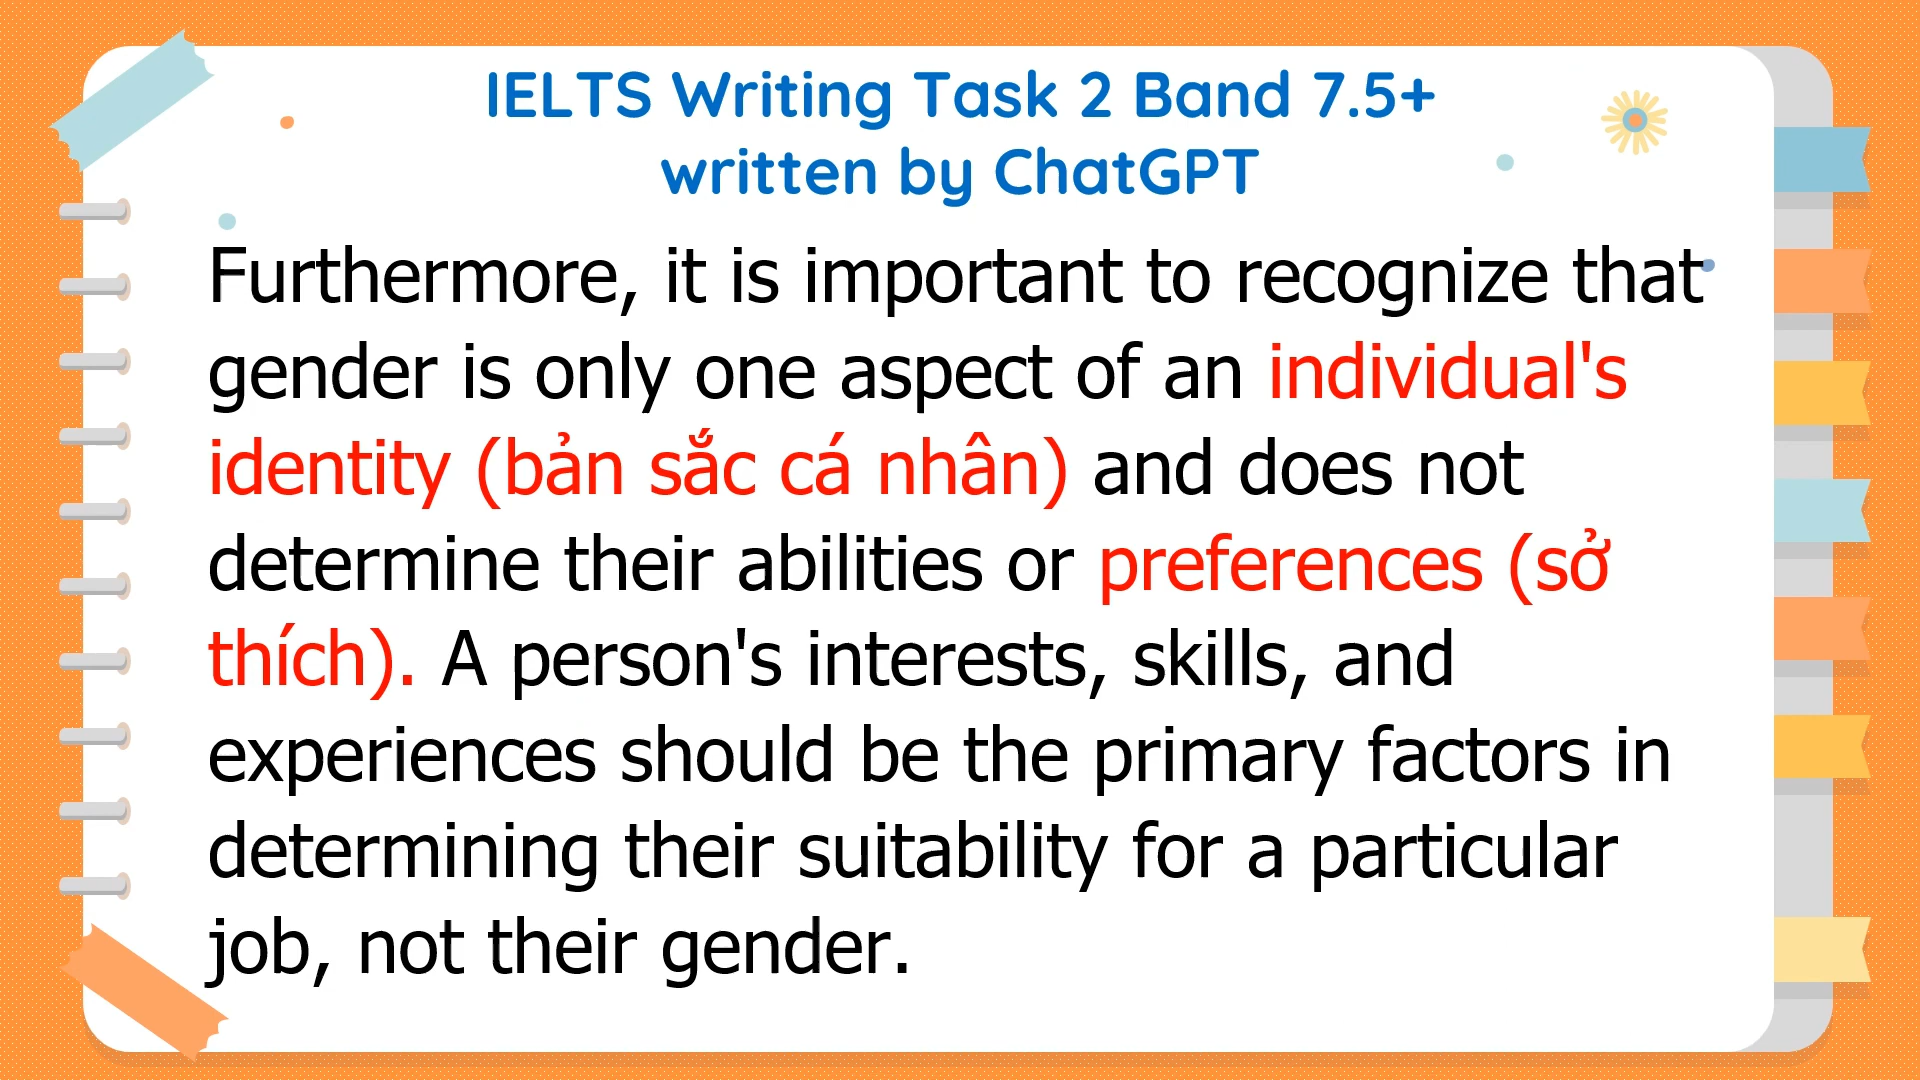 IELTS Writing Task 2 Band 7.5+
written by ChatGPT
Furthermore, it is important to recognize that
gender is only one aspect of an individual's
identity (bản sắc cá nhân) and does not
determine their abilities or preferences (sở
thích). A person's interests, skills, and
experiences should be the primary factors in
determining their suitability for a particular
job, not their gender.